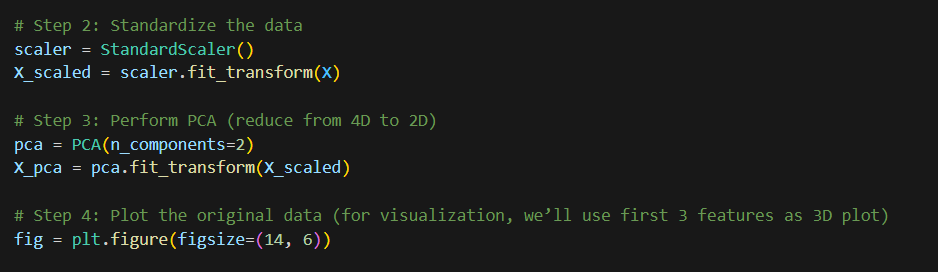 # Step 2: Standardize the data
scaler = StandardScaler()
X_scaled = scaler.fit_transform(X)
# Step 3: Perform PCA (reduce from 4D to 2D)
pca = PCA(n_components=2)
X_pca = pca.fit_transform(X_scaled)
# Step 4: Plot the original data (for visualization, we’ll use first 3 features as 3D plot)
fig = plt.figure(figsize=(14, 6))